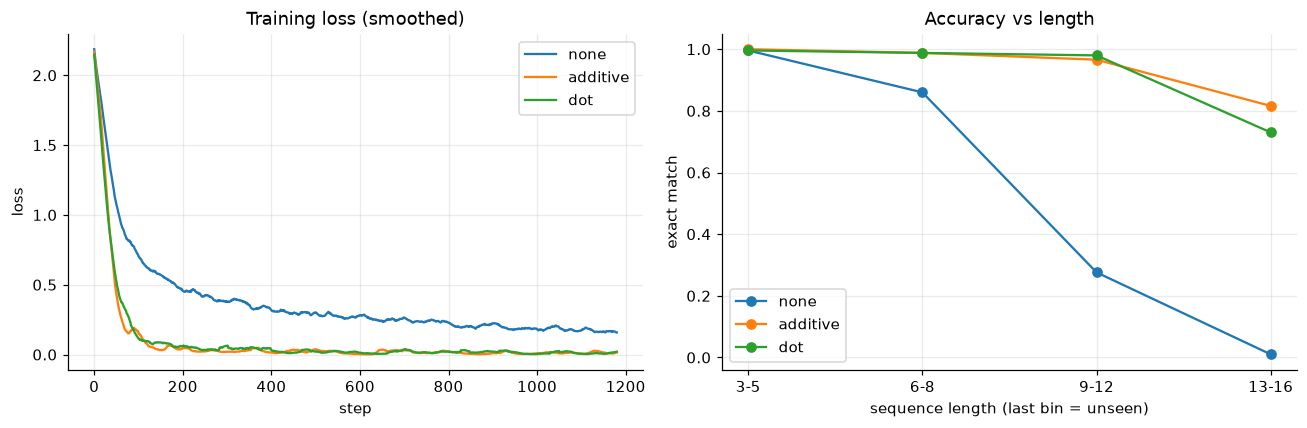 Training loss (smoothed)
loss
2.0
1.5
1.0
0.5
0.0
0 200 400 600 800 1000 1200
step
none
additive
dot
Accuracy vs length
exact match
1.0
0.8
0.6
0.4
0.2
0.0
3-5 6-8 9-12 13-16
sequence length (last bin = unseen)
none
additive
dot